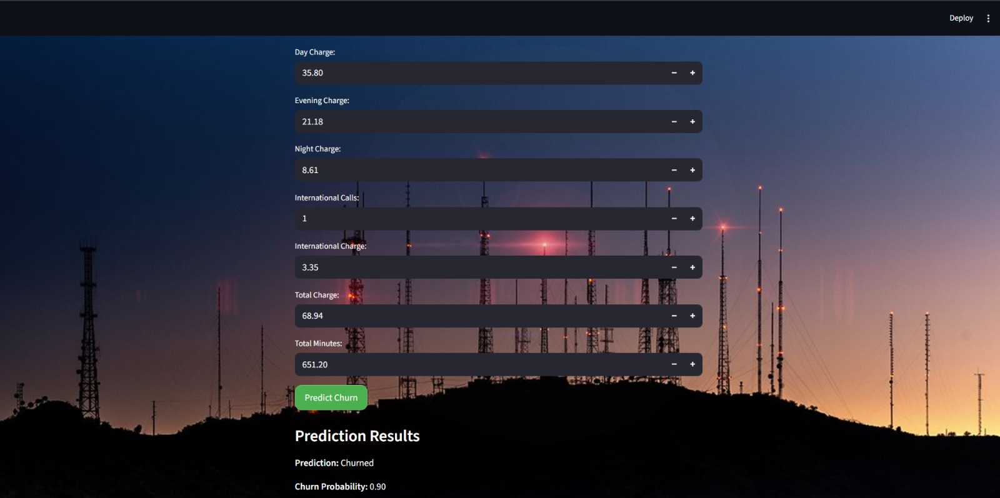 Deploy
Day Charge:
35.80
Evening Charge:
21.18
Night Charge:
8.61
International Calls:
1
International Charge:
3.35
Total Charge:
68.94
Total Minutes:
651.20
Predict Churn
Prediction Results
Prediction: Churned
Churn Probability: 0.90